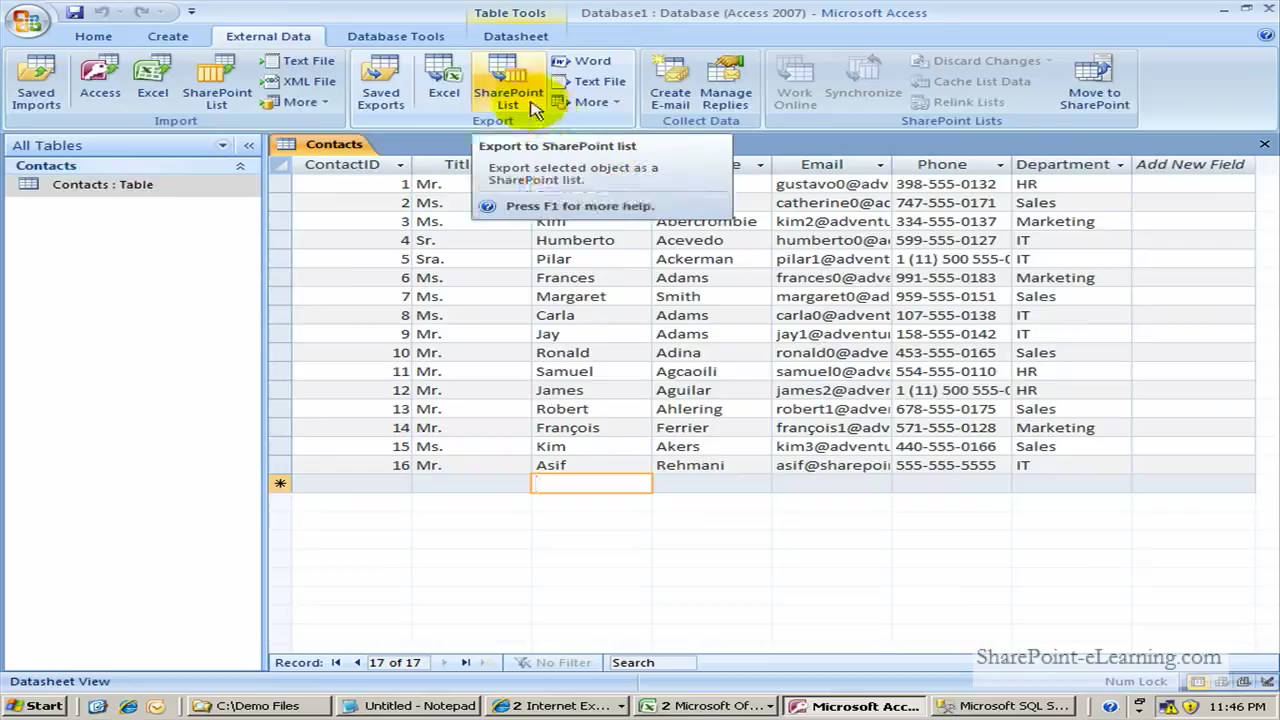 Table Tools
Database1 : Database (Access 2007) - Microsoft Access
Home
Create
External Data
Database Tools
Datasheet
Saved Imports
Access
Excel
SharePoint List
Text File
XML File
More
Import
Saved Exports
Excel
SharePoint List
Word
Text File
More
Export
Create E-mail
Manage Replies
Collect Data
Work Online
Synchronize
Discard Changes
Cache List Data
Relink Lists
Move to SharePoint
SharePoint Lists
All Tables
Contacts
Contacts : Table
Contacts
Export to SharePoint list
Export selected object as a
SharePoint list.
Press F1 for more help.
ContactID Email Phone Department Add New Field
1 Mr. gustavo0@adv 398-555-0132 HR
2 Ms. catherine0@a 747-555-0171 Sales
3 Ms. Kim Abercrombie kim2@adventu 334-555-0137 Marketing
4 Sr. Humberto Acevedo humberto0@ac 599-555-0127 IT
5 Sra. Pilar Ackerman pilar1@advent 1 (11) 500 555-0 IT
6 Ms. Frances Adams frances0@adve 991-555-0183 Marketing
7 Ms. Margaret Smith margaret0@ad 959-555-0151 Sales
8 Ms. Carla Adams carla0@advent 107-555-0138 IT
9 Mr. Jay Adams jay1@adventur 158-555-0142 IT
10 Mr. Ronald Adina ronald0@adve 453-555-0165 Sales
11 Mr. Samuel Agcaoili samuel0@adve 554-555-0110 HR
12 Mr. James Aguilar james2@adver 1 (11) 500 555-0 HR
13 Mr. Robert Ahlering robert1@adver 678-555-0175 Sales
14 Mr. François Ferrier françois1@adv 571-555-0128 Marketing
15 Ms. Kim Akers kim3@adventu 440-555-0166 Sales
16 Mr. Asif Rehmani asif@sharepoi 555-555-5555 IT
Record: 17 of 17 No Filter Search
SharePoint-eLearning.com
Datasheet View
Num Lock
Start
C:\Demo Files
Untitled - Notepad
2 Internet Ex...
2 Microsoft Of...
Microsoft Acc...
Microsoft SQL S...
11:46 PM